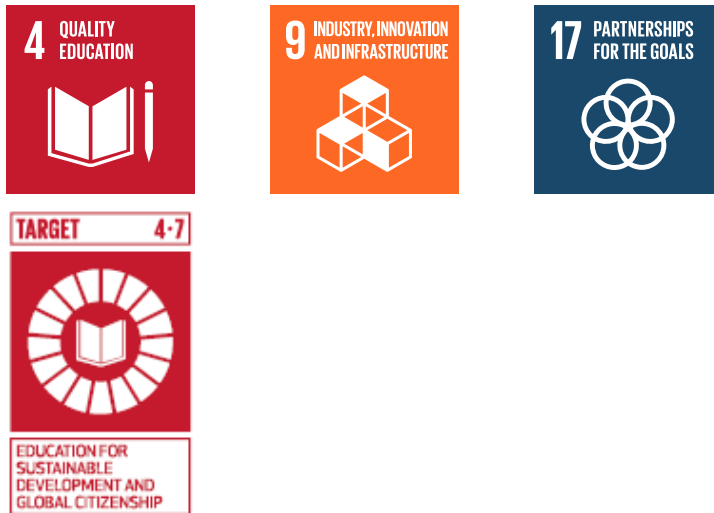 4 QUALITY
EDUCATION
9 INDUSTRY, INNOVATION
AND INFRASTRUCTURE
17 PARTNERSHIPS
FOR THE GOALS
TARGET 4·7
EDUCATION FOR
SUSTAINABLE
DEVELOPMENT AND
GLOBAL CITIZENSHIP